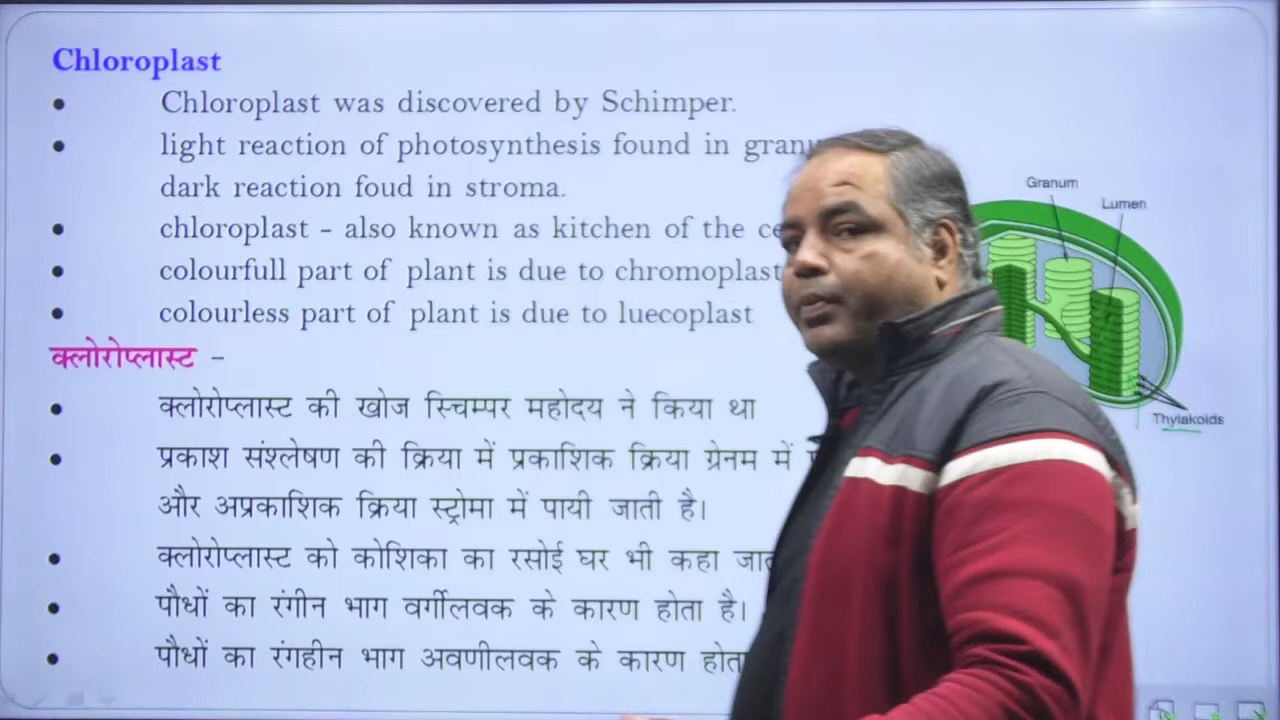 Chloroplast
• Chloroplast was discovered by Schimper.
• light reaction of photosynthesis found in
dark reaction foud in stroma.
• chloroplast - also known as kitchen of the
• colourfull part of plant is due to chromoplast
• colourless part of plant is due to luecoplast
क्लोरोप्लास्ट -
• क्लोरोप्लास्ट की खोज स्चिम्पर महोदय ने किया था
• प्रकाश संश्लेषण की क्रिया में प्रकाशिक क्रिया ग्रेनम में
और अप्रकाशिक क्रिया स्ट्रोमा में पायी जाती है।
• क्लोरोप्लास्ट को कोशिका का रसोई घर भी कहा
• पौधों का रंगीन भाग वर्गीलवक के कारण होता है।
• पौधों का रंगहीन भाग अवणीलवक के कारण होता
Granum
Lumen
Thylakoids